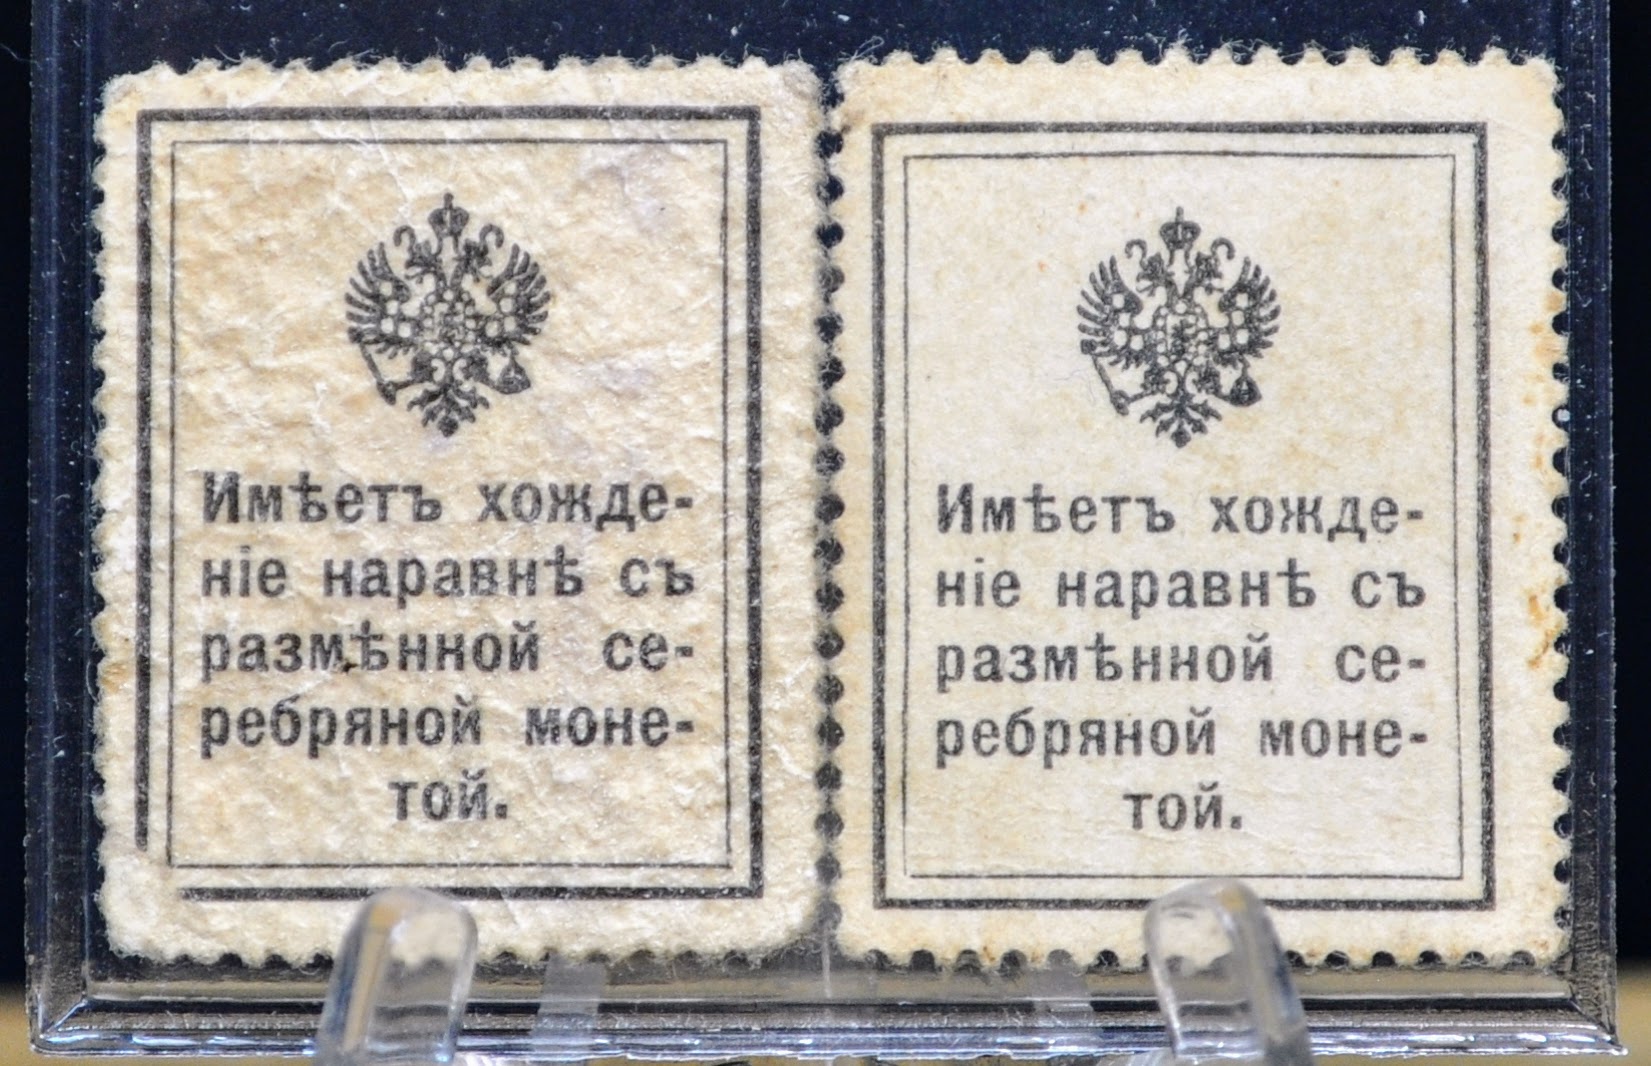 Имѣетъ хожде-
ніе наравнѣ съ
размѣнной се-
ребряной моне-
той.
Имѣетъ хожде-
ніе наравнѣ съ
размѣнной се-
ребряной моне-
той.